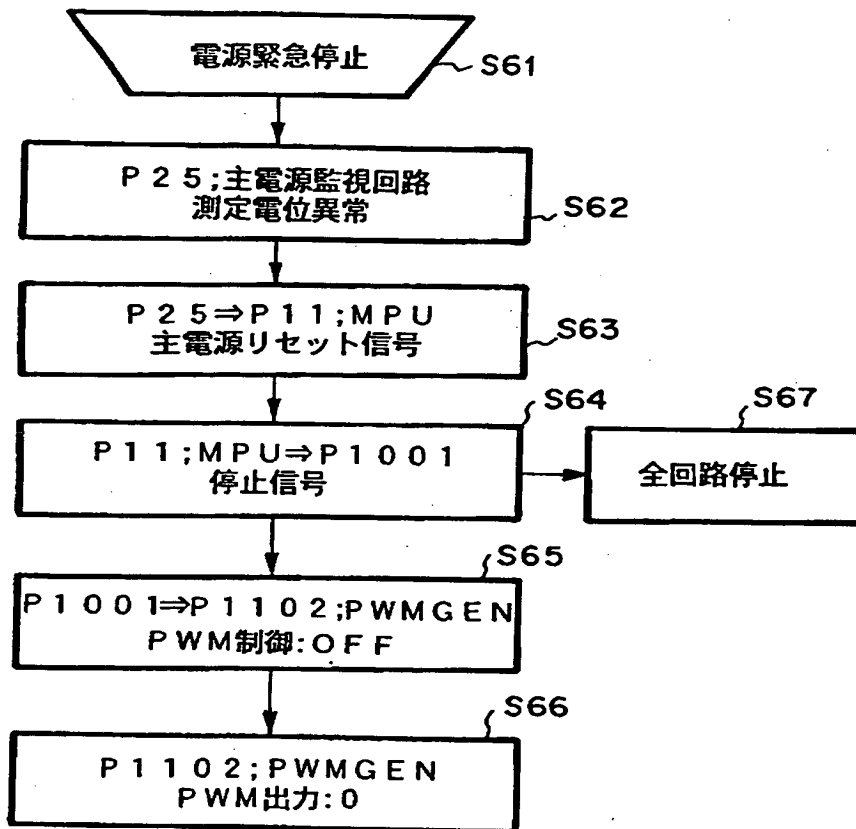 電源緊急停止
S61
P25;主電源監視回路
測定電位異常
S62
P25⇒P11;MPU
主電源リセット信号
S63
S64
P11;MPU⇒P1001
停止信号
S67
全回路停止
S65
P1001⇒P1102;PWMGEN
PWM制御:OFF
S66
P1102;PWMGEN
PWM出力:0